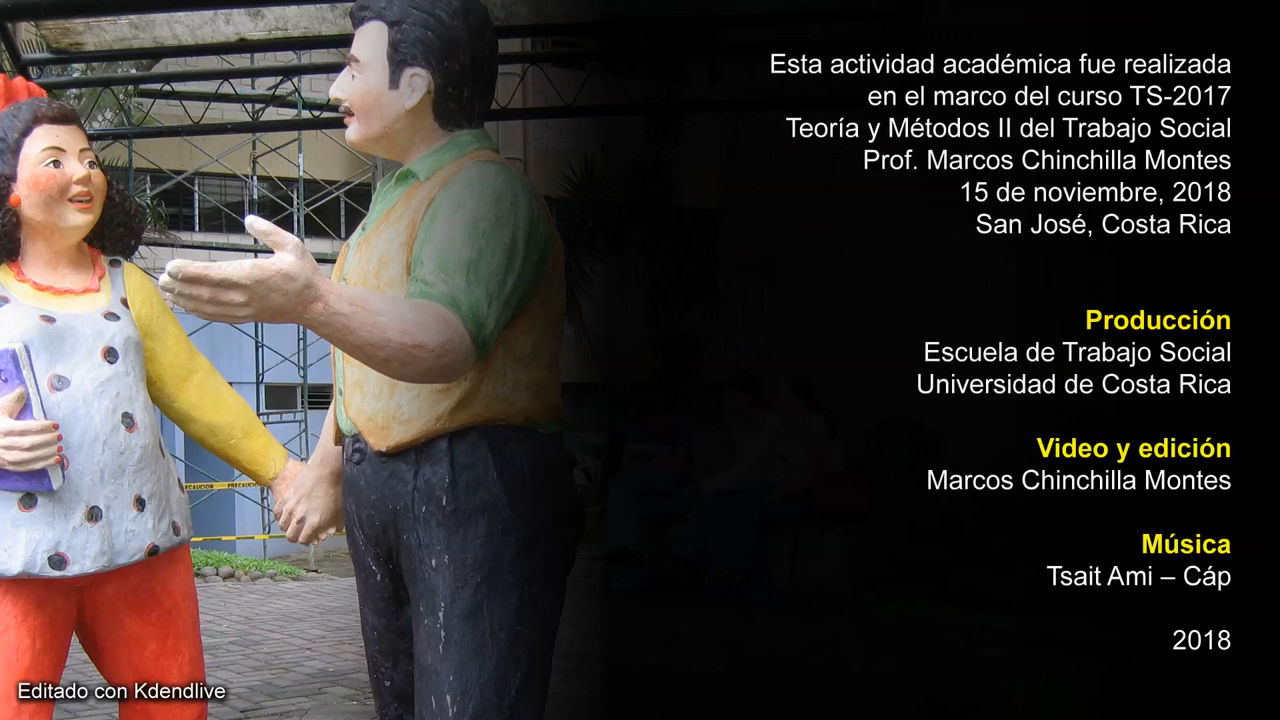 Esta actividad académica fue realizada
en el marco del curso TS-2017
Teoría y Métodos II del Trabajo Social
Prof. Marcos Chinchilla Montes
15 de noviembre, 2018
San José, Costa Rica
Producción
Escuela de Trabajo Social
Universidad de Costa Rica
Video y edición
Marcos Chinchilla Montes
Música
Tsait Ami – Cáp
2018
PRECAUCION
Editado con Kdendlive